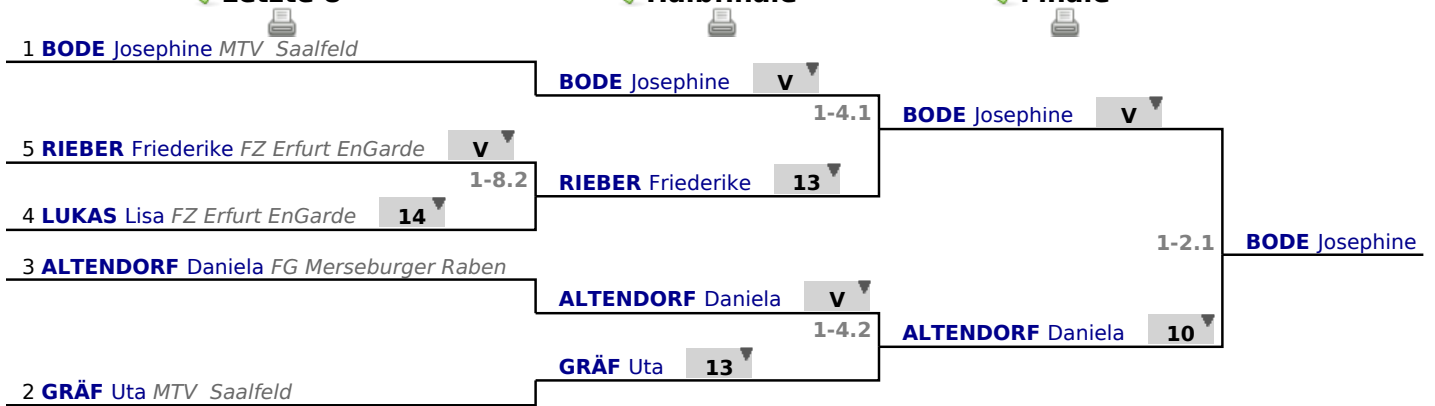 1 BODE Josephine MTV Saalfeld
BODE Josephine V
1-4.1
BODE Josephine V
5 RIEBER Friederike FZ Erfurt EnGarde V
1-8.2
RIEBER Friederike 13
4 LUKAS Lisa FZ Erfurt EnGarde 14
1-2.1
BODE Josephine
3 ALTENDORF Daniela FG Merseburger Raben
ALTENDORF Daniela V
1-4.2
ALTENDORF Daniela 10
GRÄF Uta 13
2 GRÄF Uta MTV Saalfeld